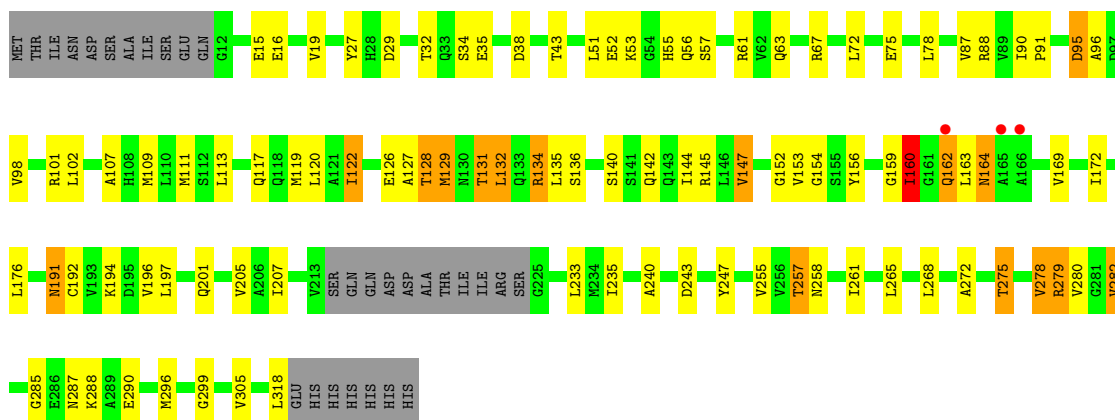 MET THR ILE ASN ASP SER ALA ILE SER GLU GLN G12 E15 E16 V19 Y27 H28 D29 T32 Q33 S34 E35 D38 T43 L51 E52 K53 G54 H55 Q56 S57 R61 V62 Q63 R67 L72 E75 L78 V87 R88 V89 I90 P91 D95 A96 D97
V98 R101 L102 A107 H108 M109 L110 M111 S112 L113 Q117 Q118 M119 L120 A121 I122 E126 A127 T128 M129 N130 T131 L132 Q133 R134 L135 S136 S140 S141 Q142 Q143 I144 R145 L146 V147 G152 V153 G154 S155 Y156 G159 I160 G161 Q162 L163 N164 A165 A166 V169 I172
L176 N191 C192 V193 K194 D195 V196 L197 Q201 V205 A206 I207 V213 SER GLN GLN ASP ASP ALA THR ILE ILE ARG SER G225 L233 M234 I235 A240 D243 Y247 V255 V256 T257 N258 I261 L265 L268 A272 T275 V278 R279 V280 G281 V282
G285 E286 N287 K288 A289 E290 M296 G299 V305 L318 GLU HIS HIS HIS HIS HIS HIS